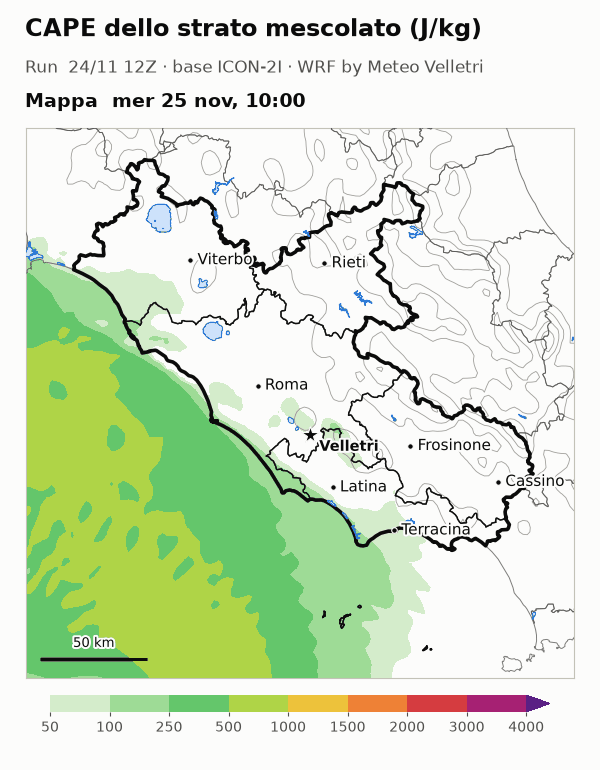 CAPE dello strato mescolato (J/kg)
Run 24/11 12Z · base ICON-2I · WRF by Meteo Velletri
Mappa mer 25 nov, 10:00
Viterbo
Rieti
Roma
Velletri
Frosinone
Cassino
Latina
Terracina
50 km
50 100 250 500 1000 1500 2000 3000 4000